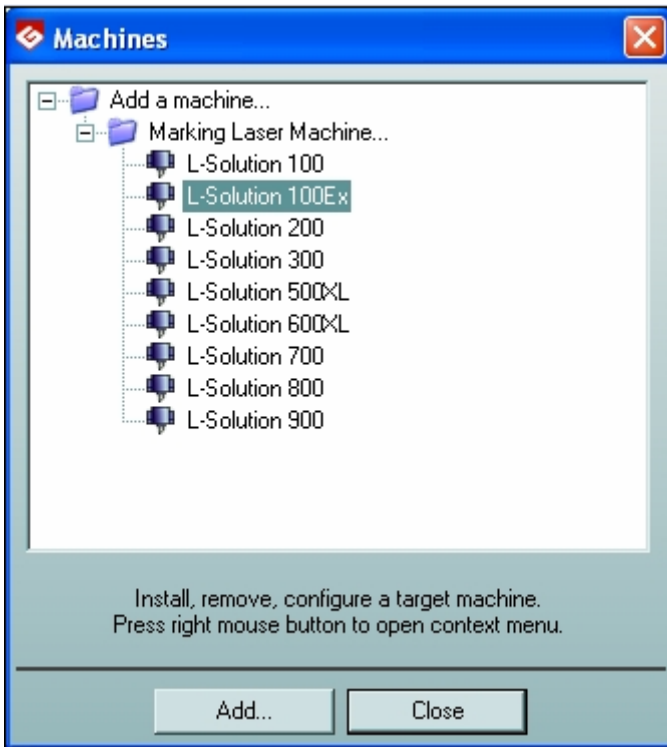 Machines
Add a machine...
Marking Laser Machine...
L-Solution 100
L-Solution 100Ex
L-Solution 200
L-Solution 300
L-Solution 500XL
L-Solution 600XL
L-Solution 700
L-Solution 800
L-Solution 900
Install, remove, configure a target machine.
Press right mouse button to open context menu.
Add... Close